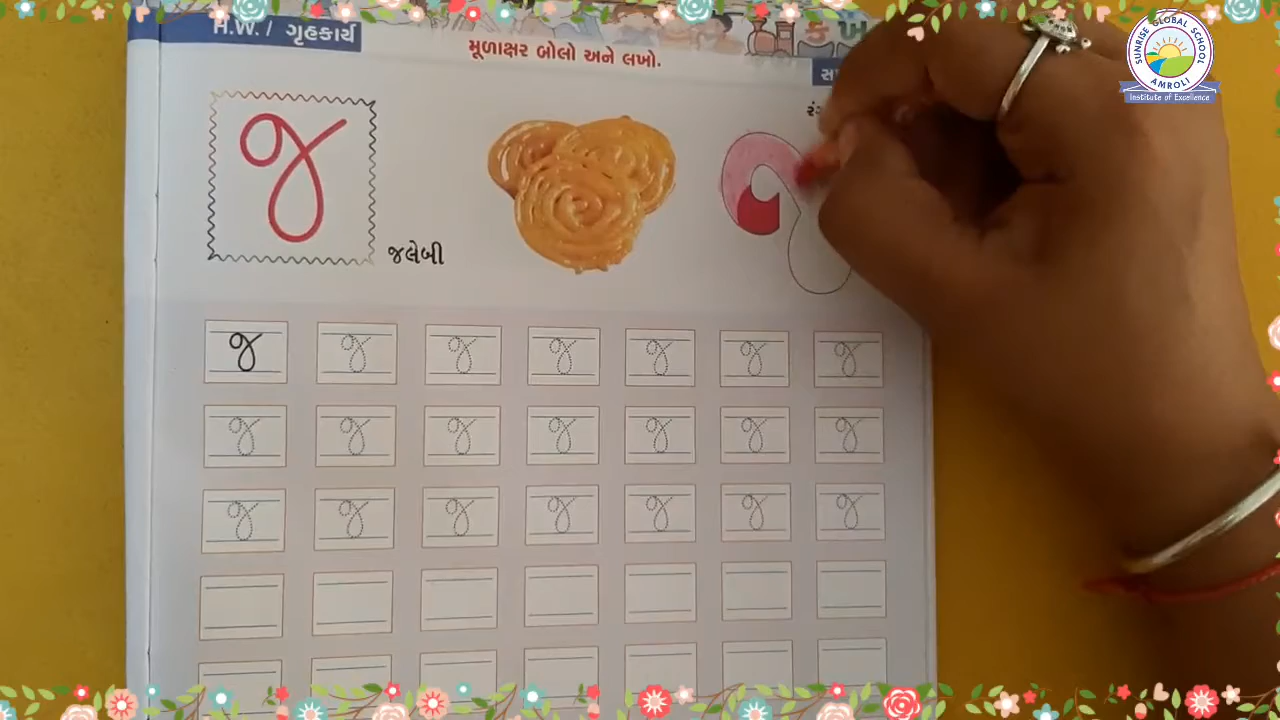 H.W. / ગૃહકાર્ય
મૂળાક્ષર બોલો અને લખો.
ક ખ
SUNRISE GLOBAL SCHOOL
AMROLI
Institute of Excellence
જ
જલેબી
જ જ જ જ જ જ જ
જ જ જ જ જ જ જ
જ જ જ જ જ જ જ